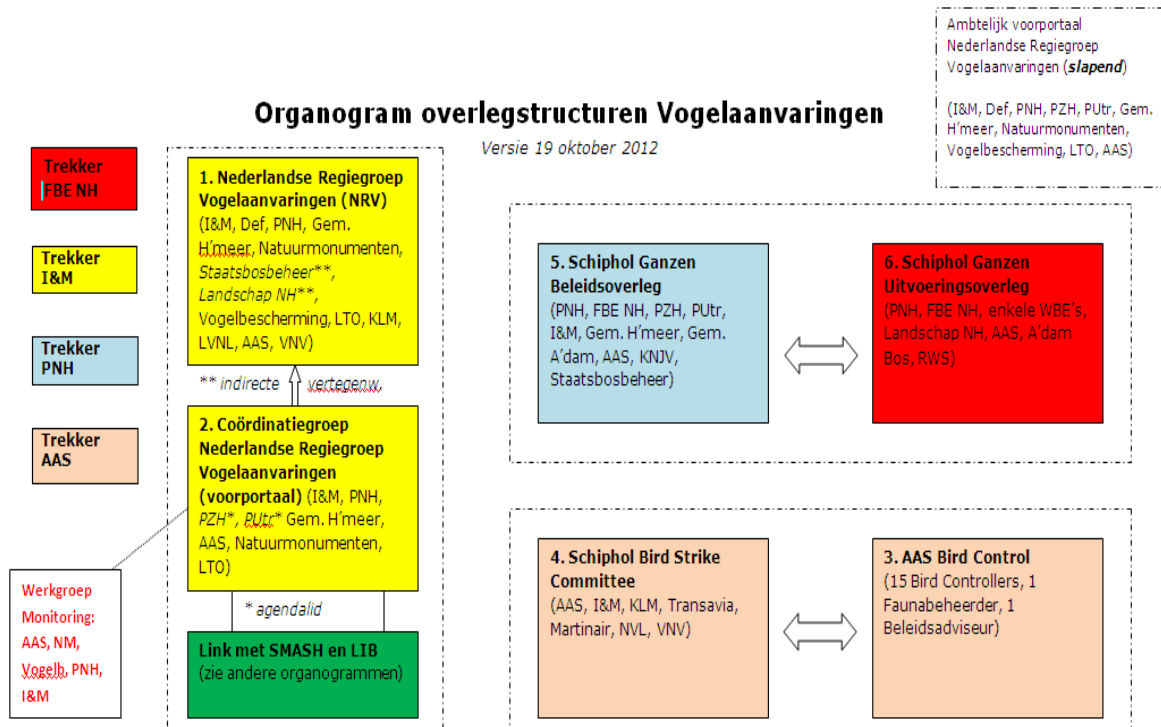 Ambtelijk voorportaal
Nederlandse Regiegroep
Vogelaanvaringen (slapend)
(I&M, Def, PNH, PZH, PUtr, Gem.
H'meer, Natuurmonumenten,
Vogelbescherming, LTO, AAS)
Organogram overlegstructuren Vogelaanvaringen
Versie 19 oktober 2012
Trekker
FBE NH
Trekker
I&M
Trekker
PNH
Trekker
AAS
1. Nederlandse Regiegroep
Vogelaanvaringen (NRV)
(I&M, Def, PNH, Gem.
H'meer, Natuurmonumenten,
Staatsbosbeheer**,
Landschap NH**,
Vogelbescherming, LTO, KLM,
LVNL, AAS, VNV)
** indirecte vertegenw.
2. Coördinatiegroep
Nederlandse Regiegroep
Vogelaanvaringen
(voorportaal) (I&M, PNH,
PZH*, PUtr* Gem. H'meer,
AAS, Natuurmonumenten,
LTO)
* agendalid
Link met SMASH en LIB
(zie andere organogrammen)
Werkgroep
Monitoring:
AAS, NM,
Vogelb, PNH,
I&M
5. Schiphol Ganzen
Beleidsoverleg
(PNH, FBE NH, PZH, PUtr,
I&M, Gem. H'meer, Gem.
A'dam, AAS, KNJV,
Staatsbosbeheer)
6. Schiphol Ganzen
Uitvoeringsoverleg
(PNH, FBE NH, enkele WBE's,
Landschap NH, AAS, A'dam
Bos, RWS)
4. Schiphol Bird Strike
Committee
(AAS, I&M, KLM, Transavia,
Martinair, NVL, VNV)
3. AAS Bird Control
(15 Bird Controllers, 1
Faunabeheerder, 1
Beleidsadviseur)